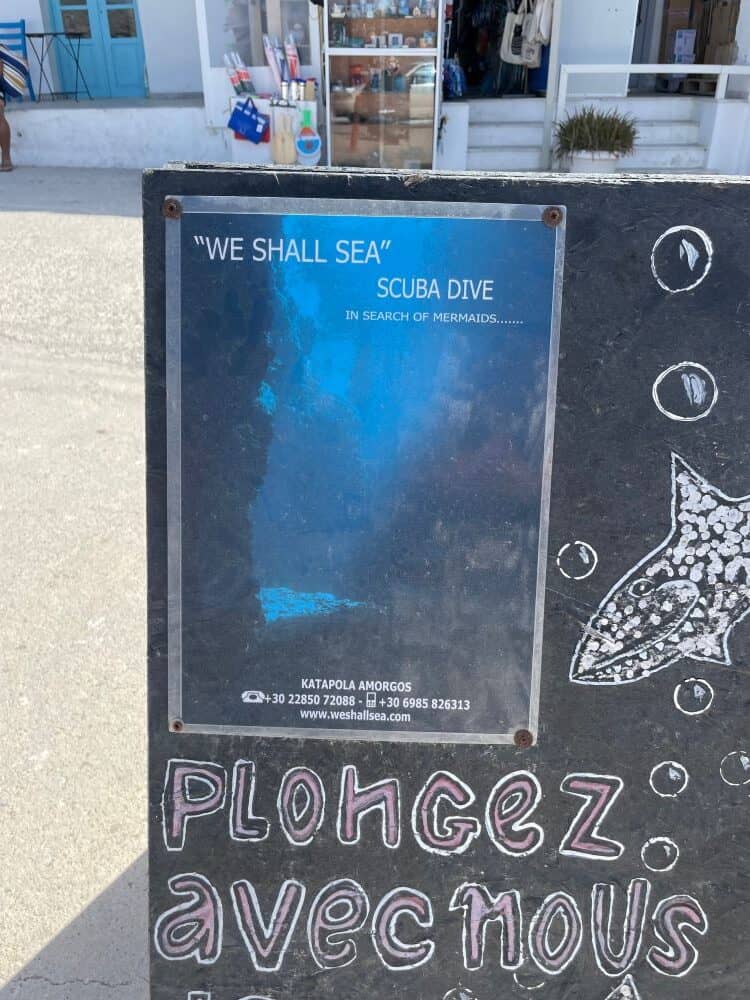 "WE SHALL SEA"
SCUBA DIVE
IN SEARCH OF MERMAIDS.......
KATAPOLA AMORGOS
+30 22850 72088 - +30 6985 826313
www.weshallsea.com
PLONGEZ
avec nous